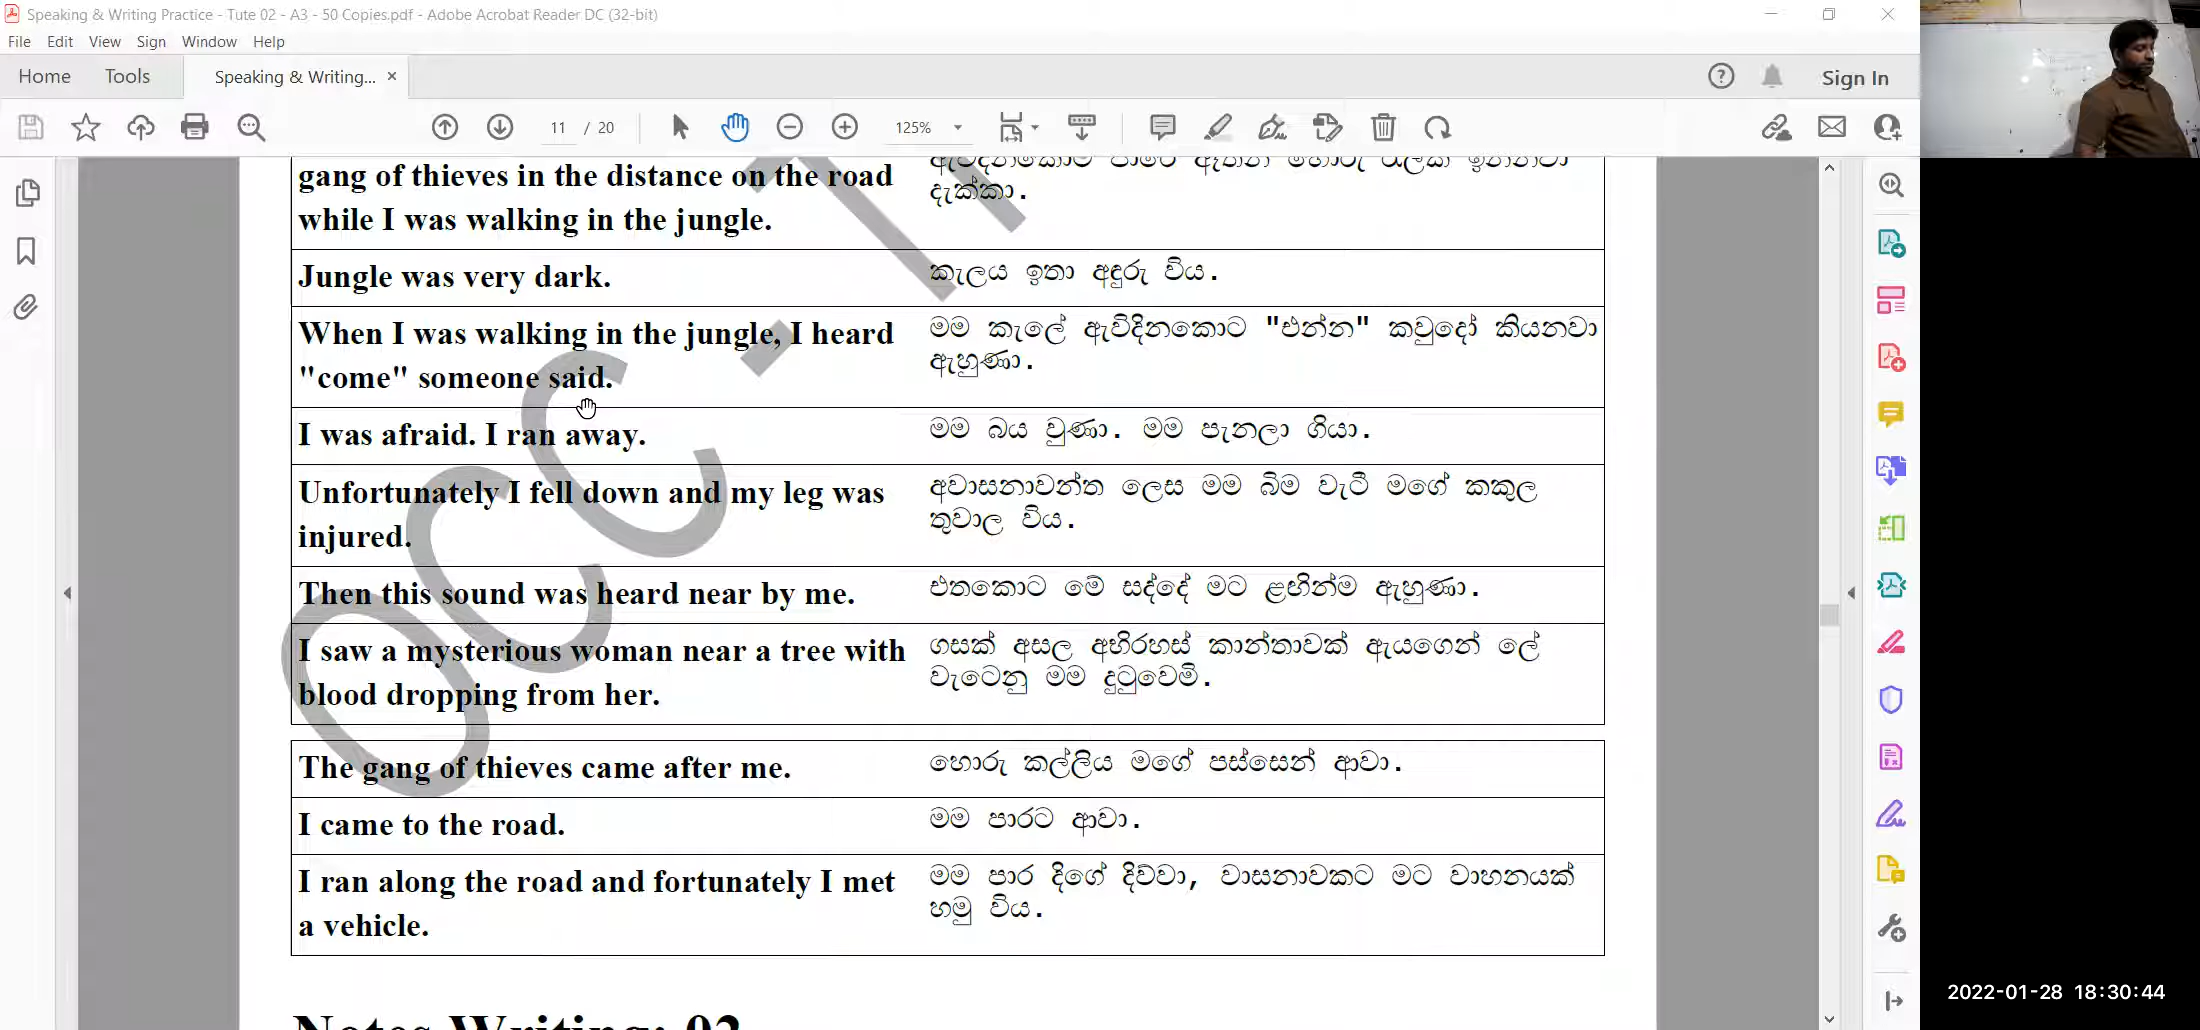 Speaking & Writing Practice - Tute 02 - A3 - 50 Copies.pdf - Adobe Acrobat Reader DC (32-bit)
File Edit View Sign Window Help
Home Tools Speaking & Writing... × Sign In
11 / 20 125%
gang of thieves in the distance on the road
while I was walking in the jungle.
දැක්කා.
Jungle was very dark.
කැලය ඉතා අඳුරු විය.
When I was walking in the jungle, I heard
"come" someone said.
මම කැලේ ඇවිදිනකොට "එන්න" කවුදෝ කියනවා
ඇහුණා.
I was afraid. I ran away.
මම බය වුණා. මම පැනලා ගියා.
Unfortunately I fell down and my leg was
injured.
අවාසනාවන්ත ලෙස මම බිම වැටී මගේ කකුල
තුවාල විය.
Then this sound was heard near by me.
එතකොට මේ සද්දේ මට ළඟින්ම ඇහුණා.
I saw a mysterious woman near a tree with
blood dropping from her.
ගසක් අසල අභිරහස් කාන්තාවක් ඇයගෙන් ලේ
වැටෙනු මම දුටුවෙමි.
The gang of thieves came after me.
හොරු කල්ලිය මගේ පස්සෙන් ආවා.
I came to the road.
මම පාරට ආවා.
I ran along the road and fortunately I met
a vehicle.
මම පාර දිගේ දිව්වා, වාසනාවකට මට වාහනයක්
හමු විය.
Notes Writing: 02
OCC
2022-01-28 18:30:44